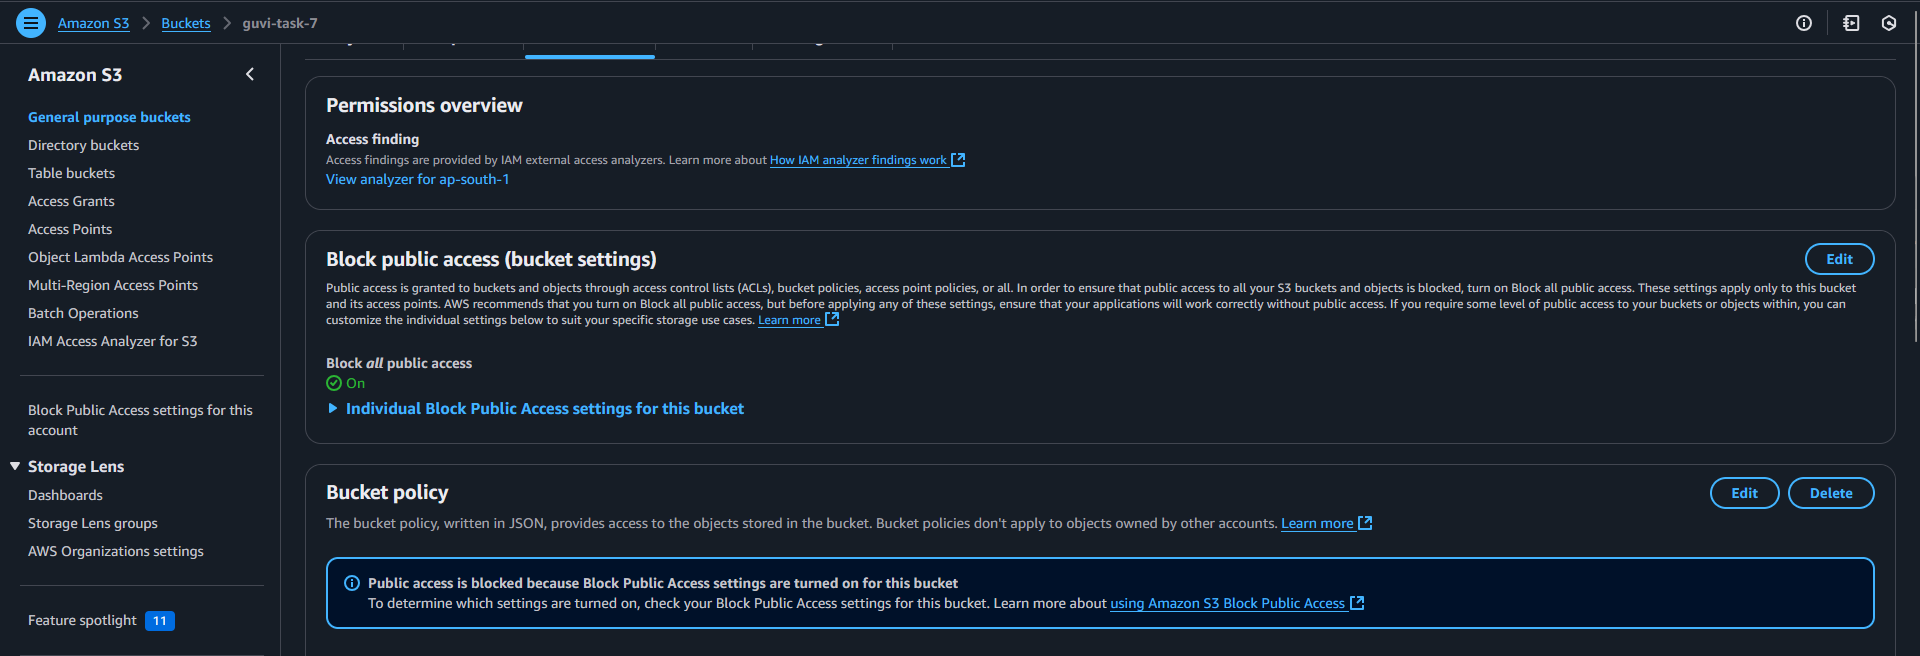 Amazon S3 > Buckets > guvi-task-7
Amazon S3
General purpose buckets
Directory buckets
Table buckets
Access Grants
Access Points
Object Lambda Access Points
Multi-Region Access Points
Batch Operations
IAM Access Analyzer for S3
Block Public Access settings for this
account
Storage Lens
Dashboards
Storage Lens groups
AWS Organizations settings
Feature spotlight 11
Permissions overview
Access finding
Access findings are provided by IAM external access analyzers. Learn more about How IAM analyzer findings work
View analyzer for ap-south-1
Block public access (bucket settings)
Edit
Public access is granted to buckets and objects through access control lists (ACLs), bucket policies, access point policies, or all. In order to ensure that public access to all your S3 buckets and objects is blocked, turn on Block all public access. These settings apply only to this bucket
and its access points. AWS recommends that you turn on Block all public access, but before applying any of these settings, ensure that your applications will work correctly without public access. If you require some level of public access to your buckets or objects within, you can
customize the individual settings below to suit your specific storage use cases. Learn more
Block all public access
On
Individual Block Public Access settings for this bucket
Bucket policy
Edit
Delete
The bucket policy, written in JSON, provides access to the objects stored in the bucket. Bucket policies don't apply to objects owned by other accounts. Learn more
Public access is blocked because Block Public Access settings are turned on for this bucket
To determine which settings are turned on, check your Block Public Access settings for this bucket. Learn more about using Amazon S3 Block Public Access